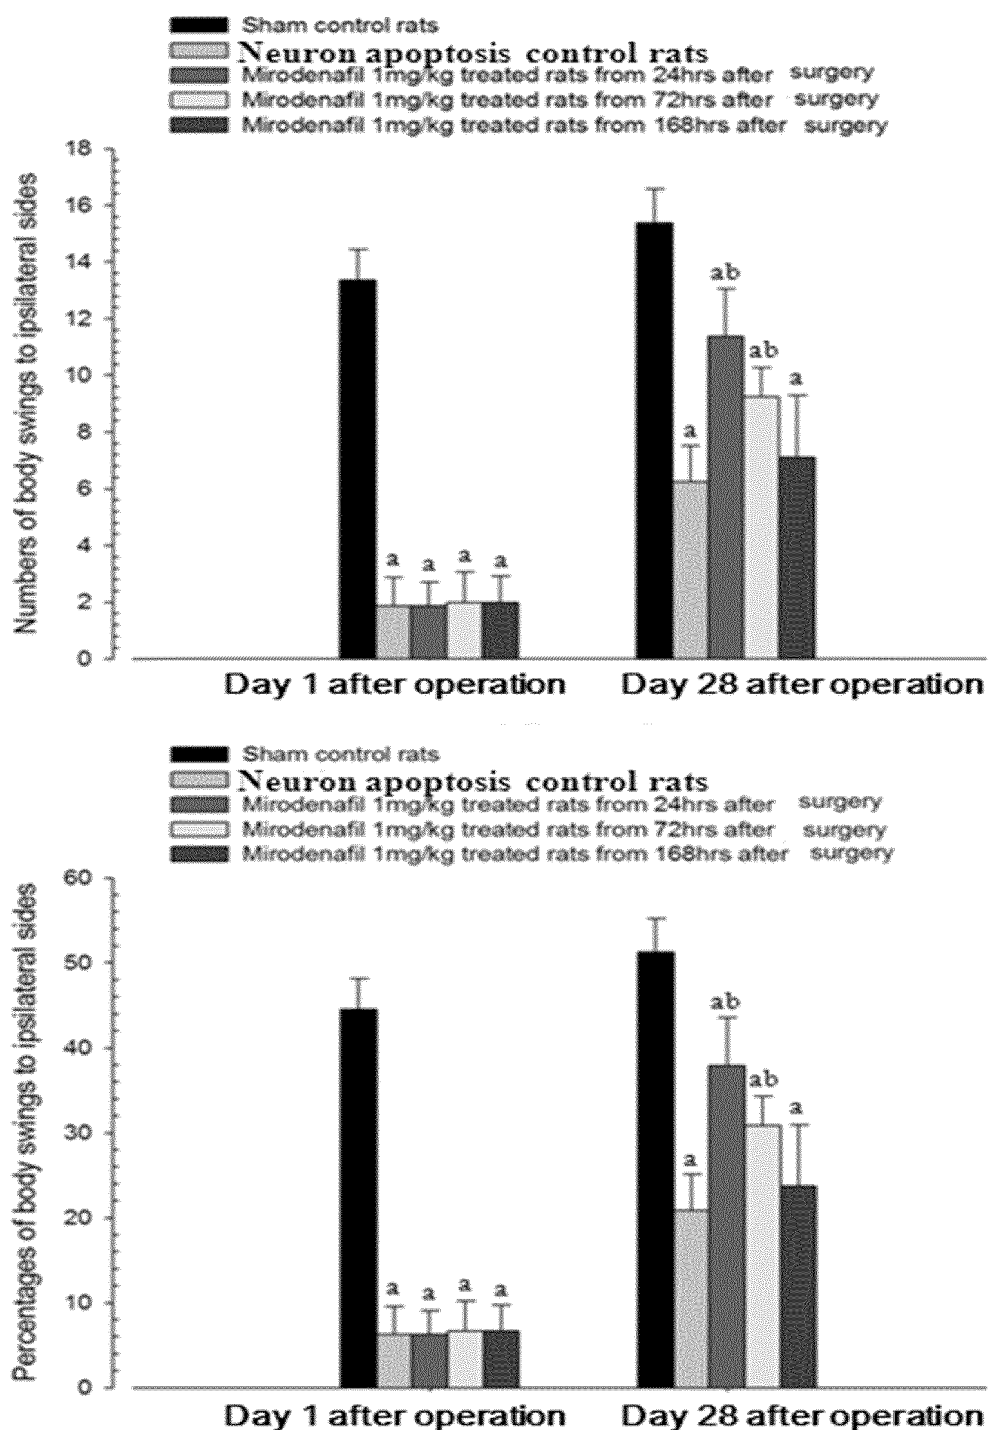 Sham control rats
Neuron apoptosis control rats
Mirodenafil 1mg/kg treated rats from 24hrs after surgery
Mirodenafil 1mg/kg treated rats from 72hrs after surgery
Mirodenafil 1mg/kg treated rats from 168hrs after surgery
Numbers of body swings to ipsilateral sides
18
16
14
12
10
8
6
4
2
0
a
a
a
a
a
ab
ab
a
Day 1 after operation
Day 28 after operation
Sham control rats
Neuron apoptosis control rats
Mirodenafil 1mg/kg treated rats from 24hrs after surgery
Mirodenafil 1mg/kg treated rats from 72hrs after surgery
Mirodenafil 1mg/kg treated rats from 168hrs after surgery
Percentages of body swings to ipsilateral sides
60
50
40
30
20
10
0
a
a
a
a
a
ab
ab
a
Day 1 after operation
Day 28 after operation